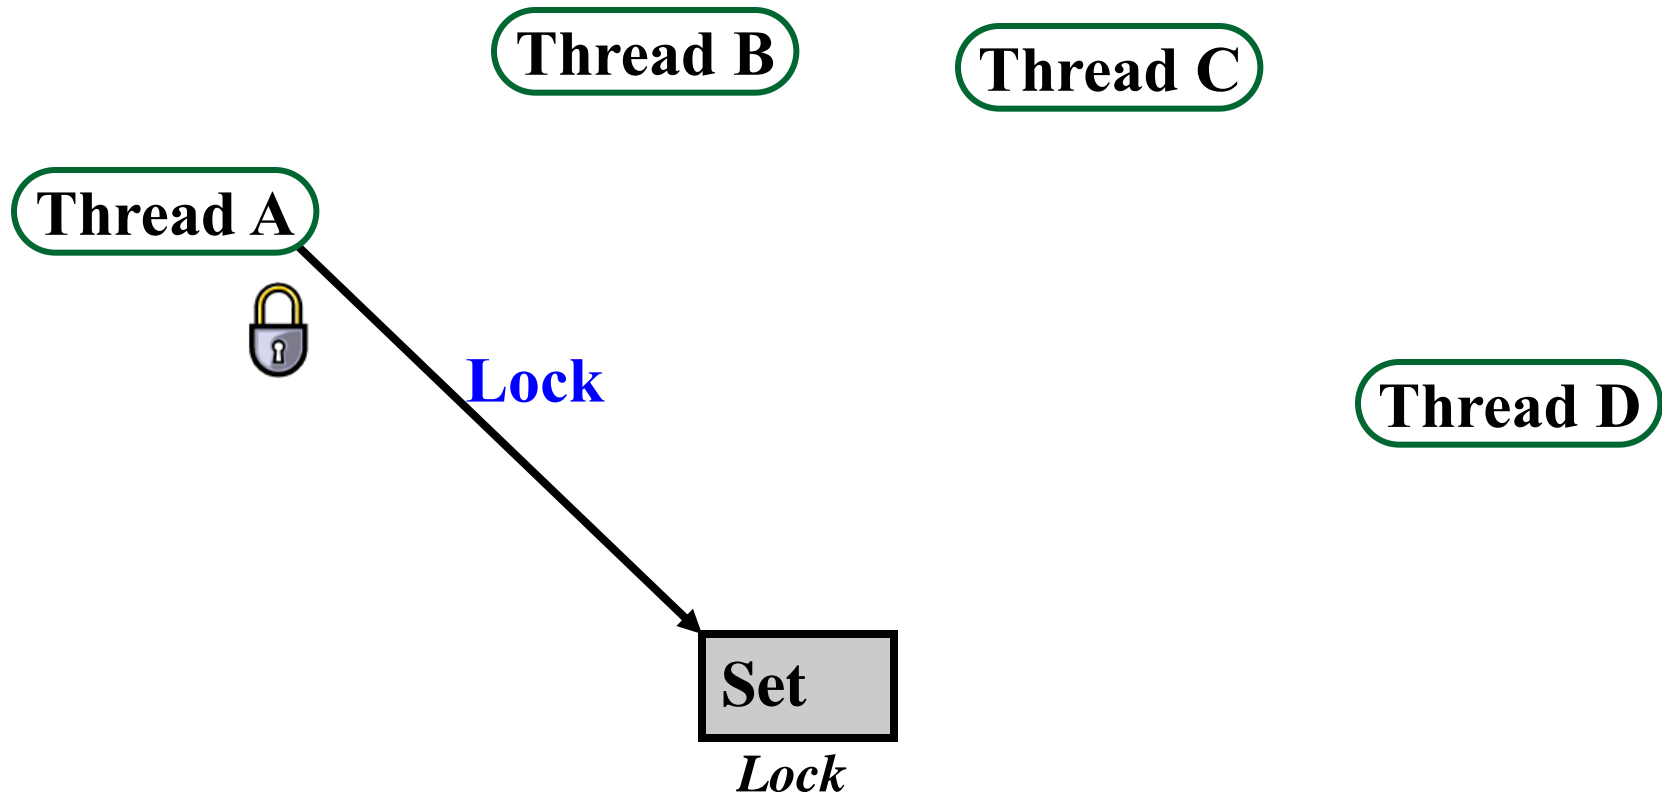 Thread B
Thread C
Thread A
Lock
Thread D
Set
Lock